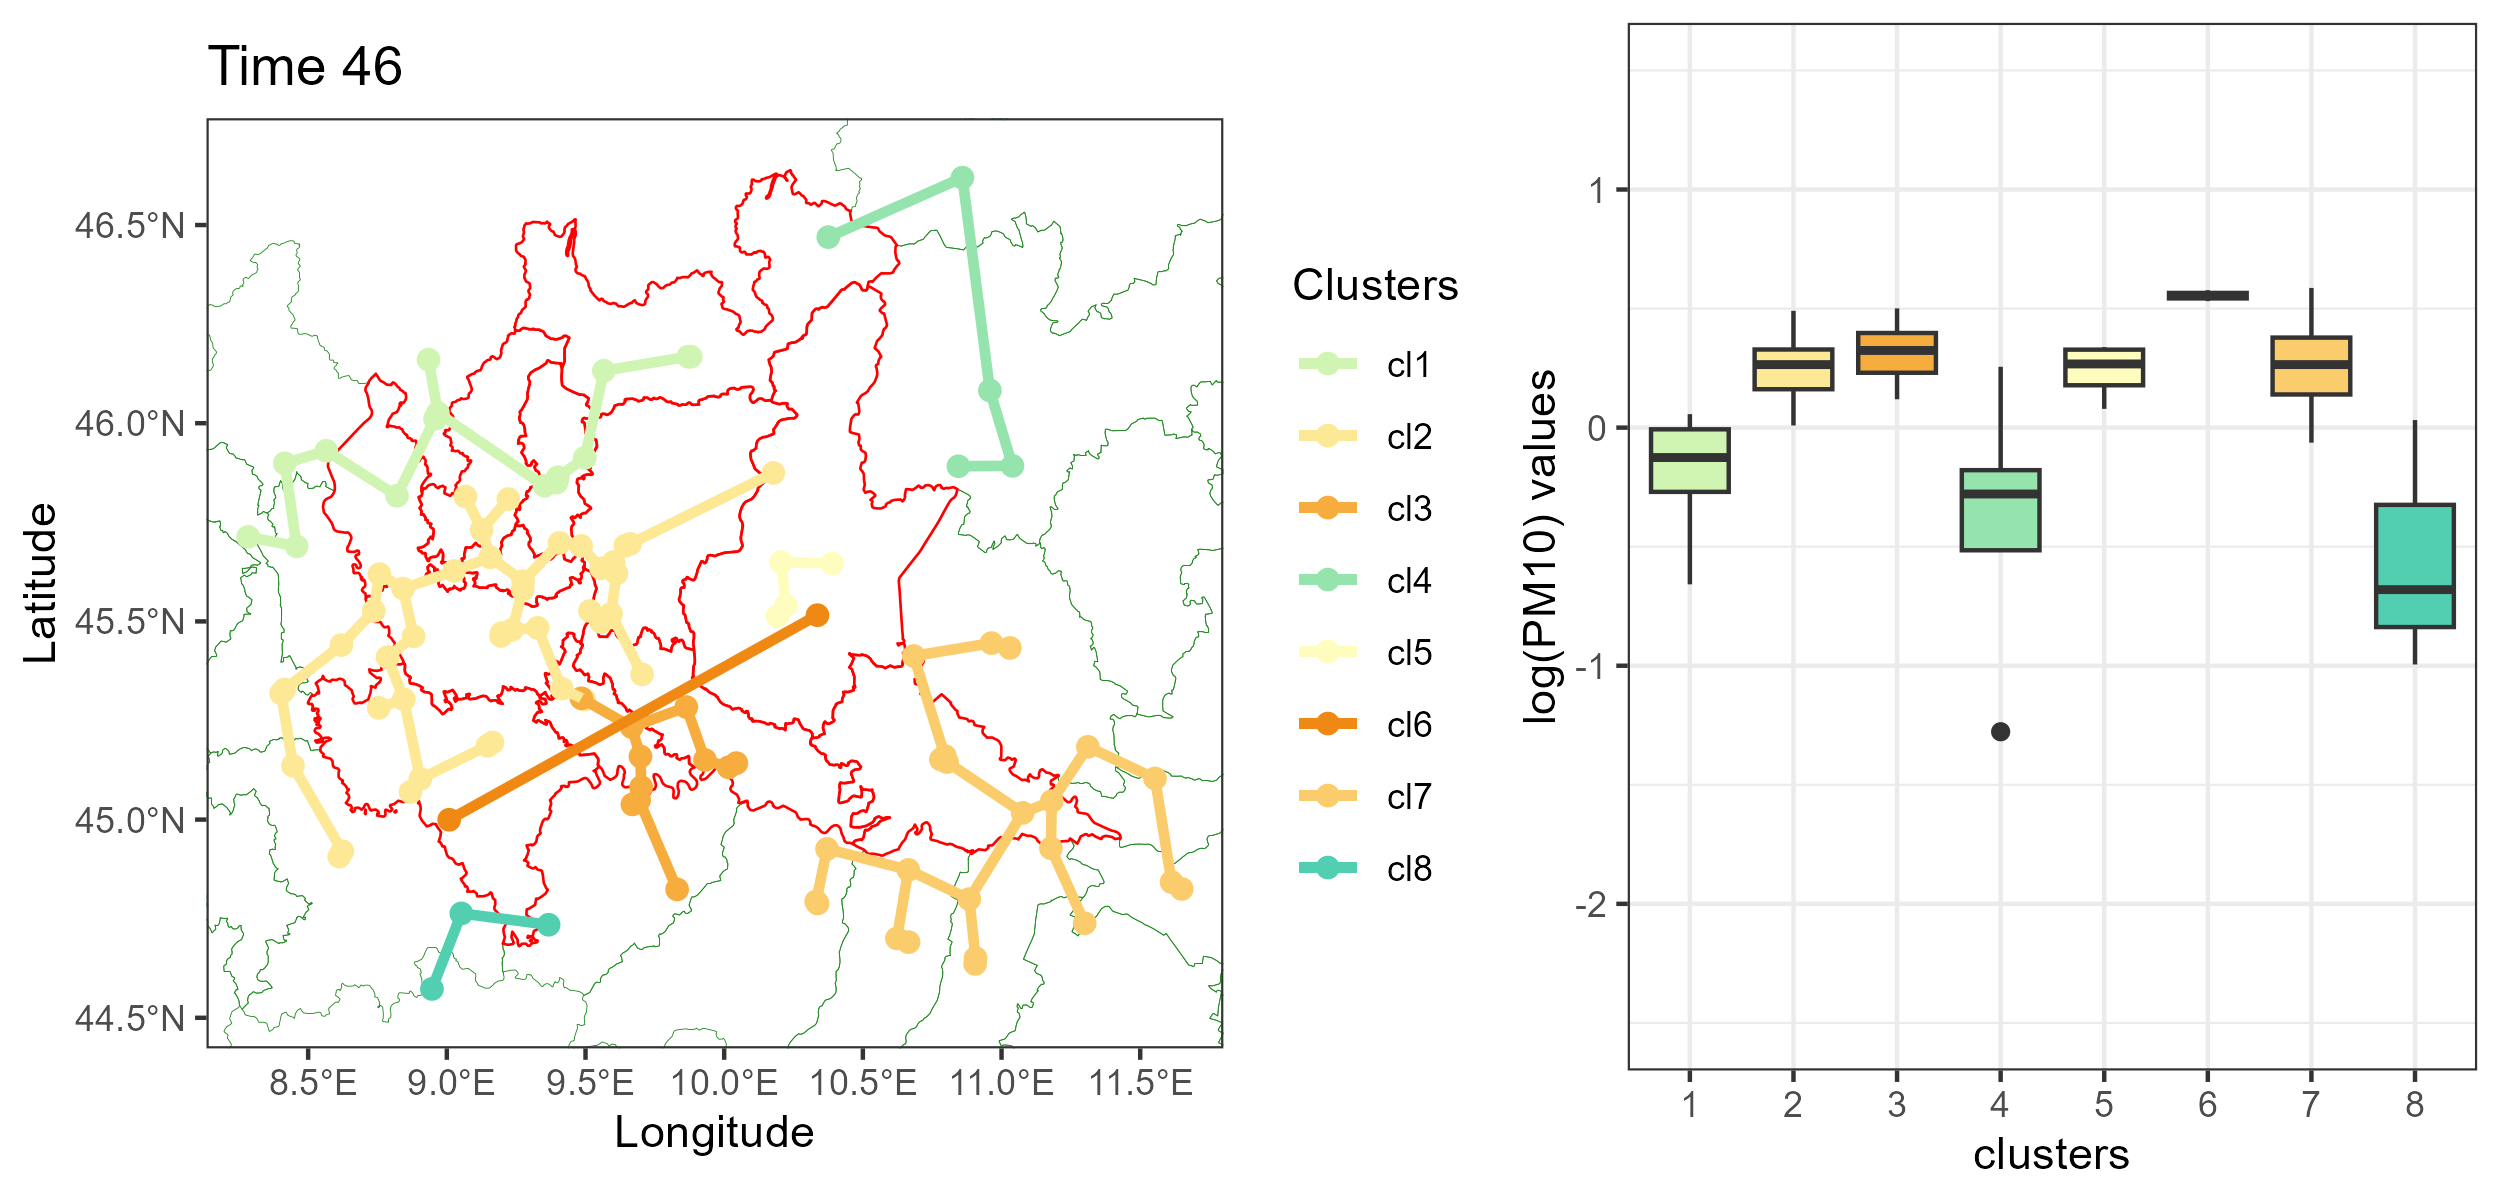 Time 46
46.5°N
46.0°N
45.5°N
45.0°N
44.5°N
Latitude
8.5°E
9.0°E
9.5°E
10.0°E
10.5°E
11.0°E
11.5°E
Longitude
Clusters
cl1
cl2
cl3
cl4
cl5
cl6
cl7
cl8
1
0
-1
-2
log(PM10) values
1
2
3
4
5
6
7
8
clusters